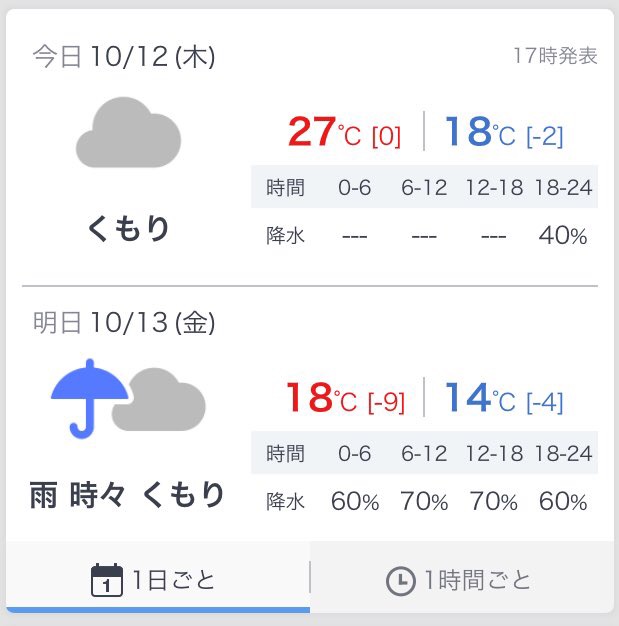 今日 10/12 (木) 17時発表
27℃ [0] 18℃ [-2]
時間 0-6 6-12 12-18 18-24
降水 --- --- --- 40%
くもり
明日 10/13 (金)
18℃ [-9] 14℃ [-4]
時間 0-6 6-12 12-18 18-24
降水 60% 70% 70% 60%
雨 時々 くもり
1 1日ごと 1時間ごと